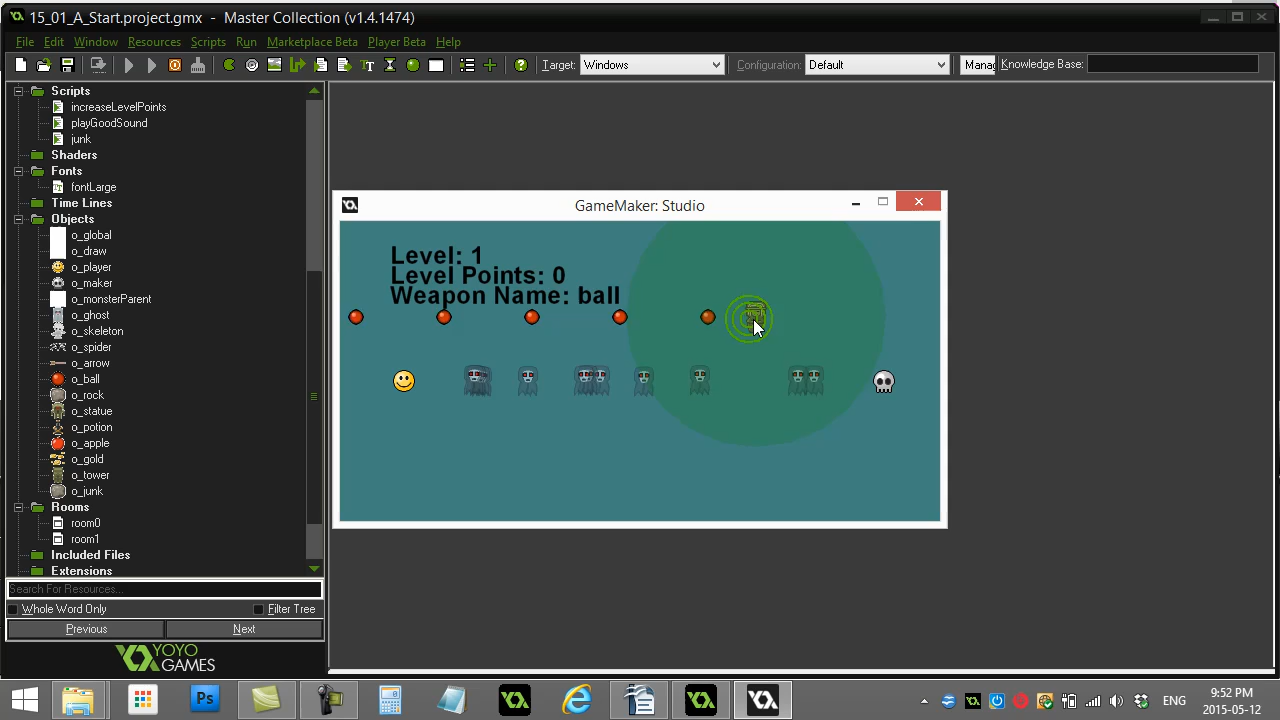 15_01_A_Start.project.gmx - Master Collection (v1.4.1474)
File Edit Window Resources Scripts Run Marketplace Beta Player Beta Help
Target: Windows Configuration: Default Manag Knowledge Base:
Scripts
increaseLevelPoints
playGoodSound
junk
Shaders
Fonts
fontLarge
Time Lines
Objects
o_global
o_draw
o_player
o_maker
o_monsterParent
o_ghost
o_skeleton
o_spider
o_arrow
o_ball
o_rock
o_statue
o_potion
o_apple
o_gold
o_tower
o_junk
Rooms
room0
room1
Included Files
Extensions
Search For Resources...
Whole Word Only Filter Tree
Previous Next
YOYO
GAMES
GameMaker: Studio
Level: 1
Level Points: 0
Weapon Name: ball
Ps
ENG
9:52 PM
2015-05-12